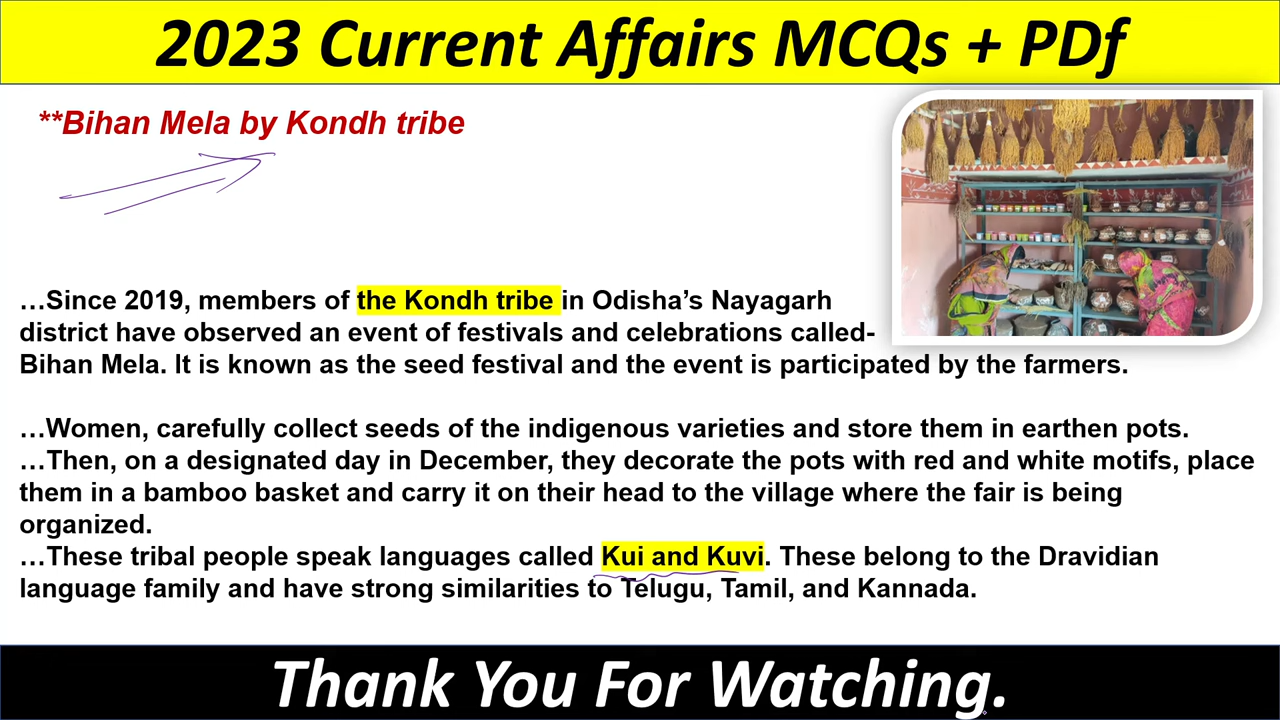 2023 Current Affairs MCQs + PDf
**Bihan Mela by Kondh tribe
…Since 2019, members of the Kondh tribe in Odisha’s Nayagarh
district have observed an event of festivals and celebrations called-
Bihan Mela. It is known as the seed festival and the event is participated by the farmers.
…Women, carefully collect seeds of the indigenous varieties and store them in earthen pots.
…Then, on a designated day in December, they decorate the pots with red and white motifs, place
them in a bamboo basket and carry it on their head to the village where the fair is being
organized.
…These tribal people speak languages called Kui and Kuvi. These belong to the Dravidian
language family and have strong similarities to Telugu, Tamil, and Kannada.
Thank You For Watching.